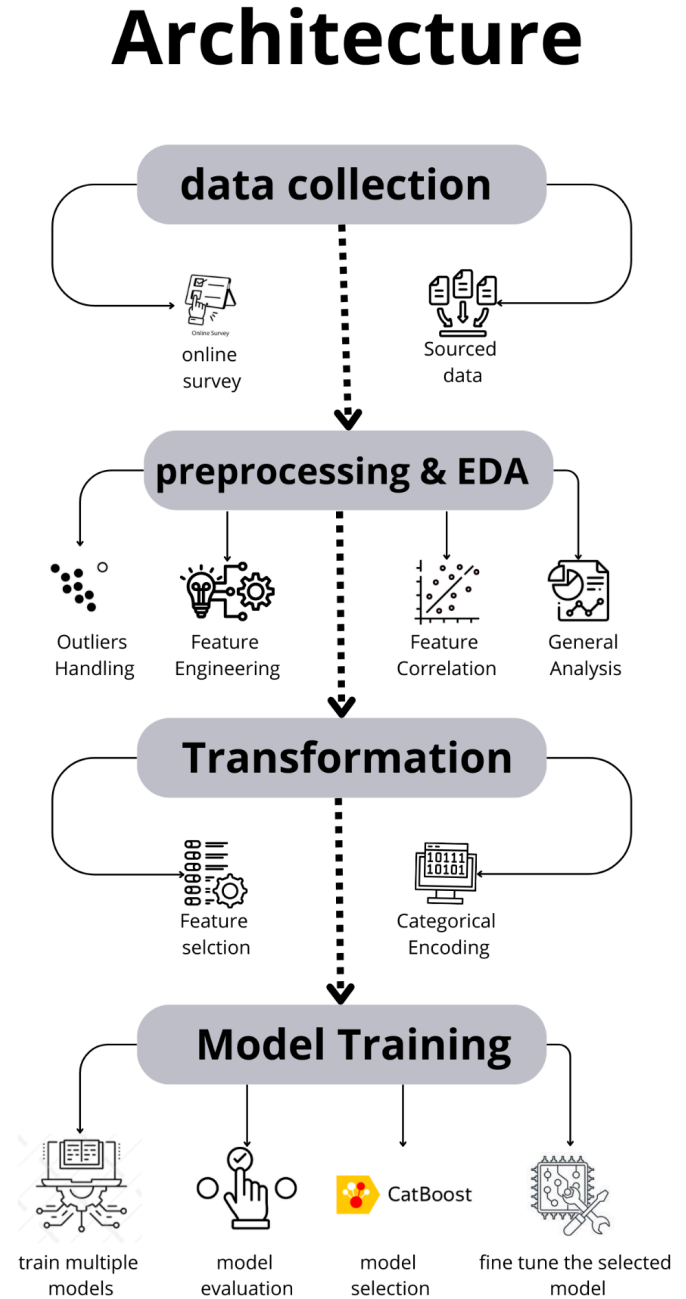 Architecture
data collection
Online Survey
online
survey
Sourced
data
preprocessing & EDA
Outliers
Handling
Feature
Engineering
Feature
Correlation
General
Analysis
Transformation
Feature
selction
10111
10101
Categorical
Encoding
Model Training
train multiple
models
model
evaluation
CatBoost
model
selection
fine tune the selected
model